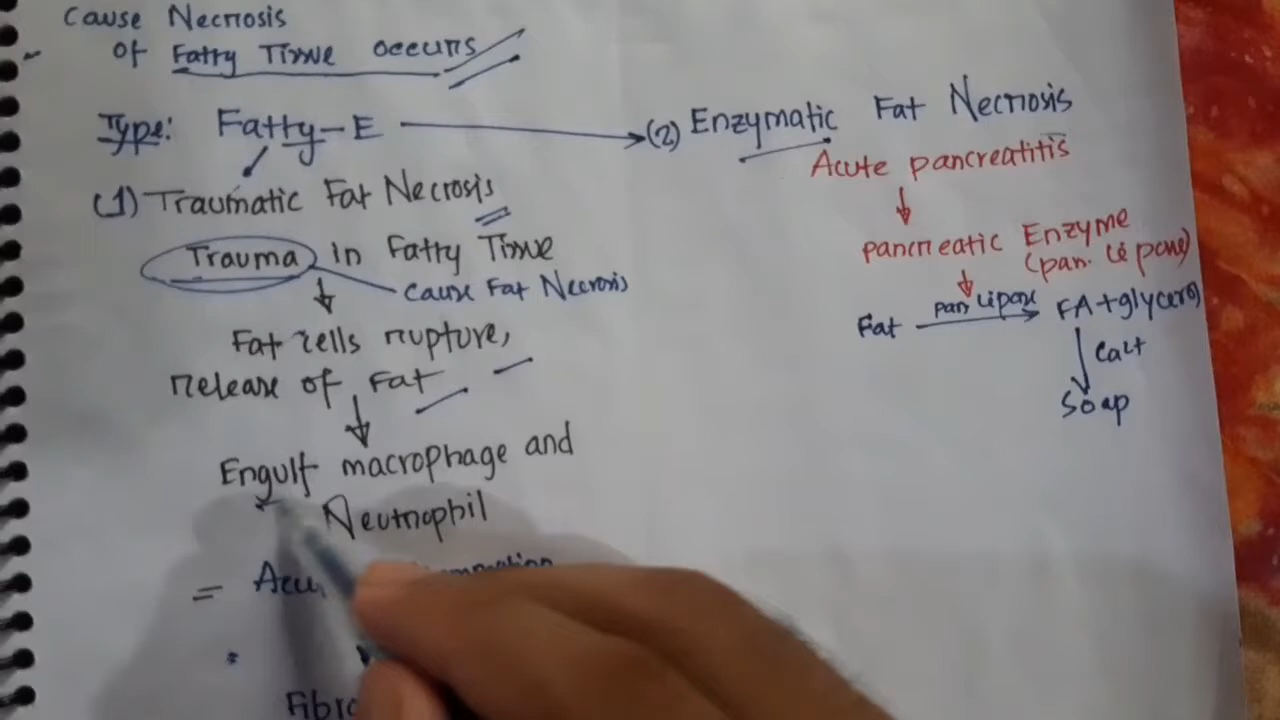 Cause Necrosis
of Fatty Tissue occurs
Type: Fatty-E
(1) Traumatic Fat Necrosis
Trauma in Fatty Tissue
cause Fat Necrosis
Fat cells rupture,
release of Fat
Engulf macrophage and
Neutrophil
= Acu
(2) Enzymatic Fat Necrosis
Acute pancreatitis
pancreatic Enzyme
(pan. Lipase)
Fat pan Lipase FA+glycerol
Ca++
Soap